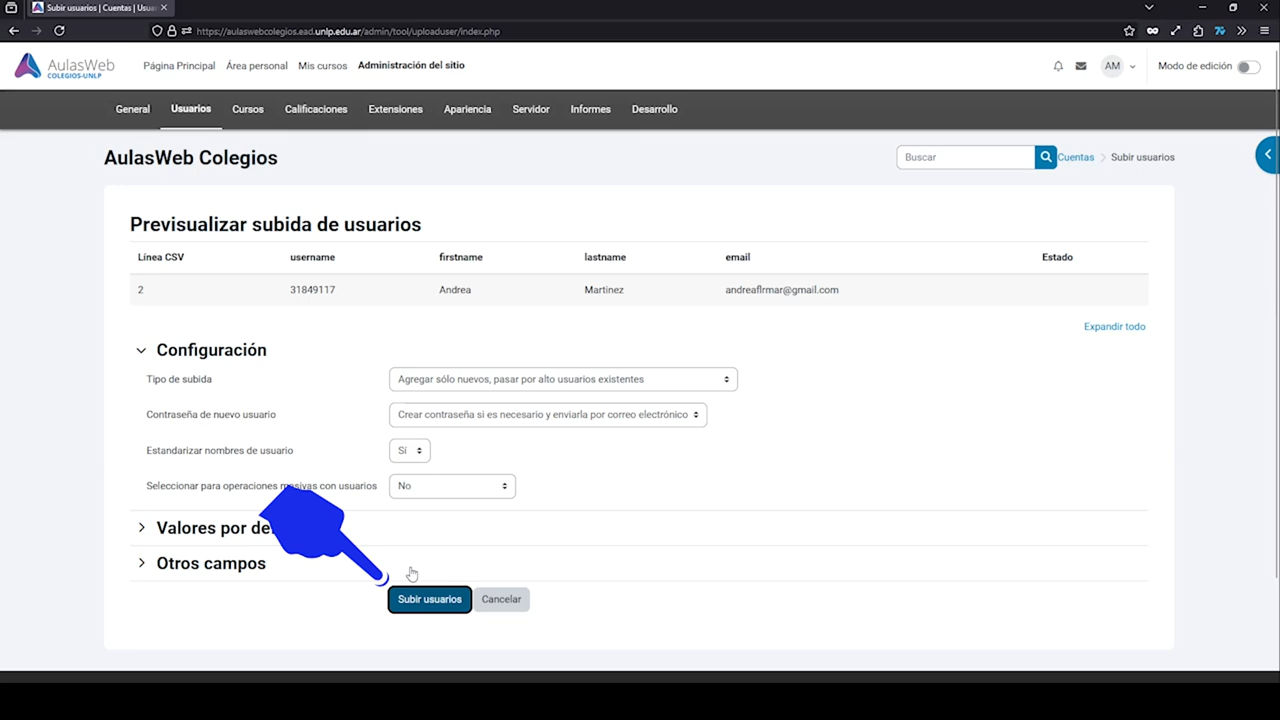 Subir usuarios | Cuentas | Usua
https://aulaswebcolegios.ead.unlp.edu.ar/admin/tool/uploaduser/index.php
AulasWeb
COLEGIOS-UNLP
Página Principal Área personal Mis cursos Administración del sitio
AM
Modo de edición
General Usuarios Cursos Calificaciones Extensiones Apariencia Servidor Informes Desarrollo
AulasWeb Colegios
Buscar
Cuentas > Subir usuarios
Previsualizar subida de usuarios
Línea CSV username firstname lastname email Estado
2 31849117 Andrea Martinez andreaflrmar@gmail.com
Expandir todo
Configuración
Tipo de subida Agregar sólo nuevos, pasar por alto usuarios existentes
Contraseña de nuevo usuario Crear contraseña si es necesario y enviarla por correo electrónico
Estandarizar nombres de usuario Sí
Seleccionar para operaciones masivas con usuarios No
Valores por de
Otros campos
Subir usuarios Cancelar